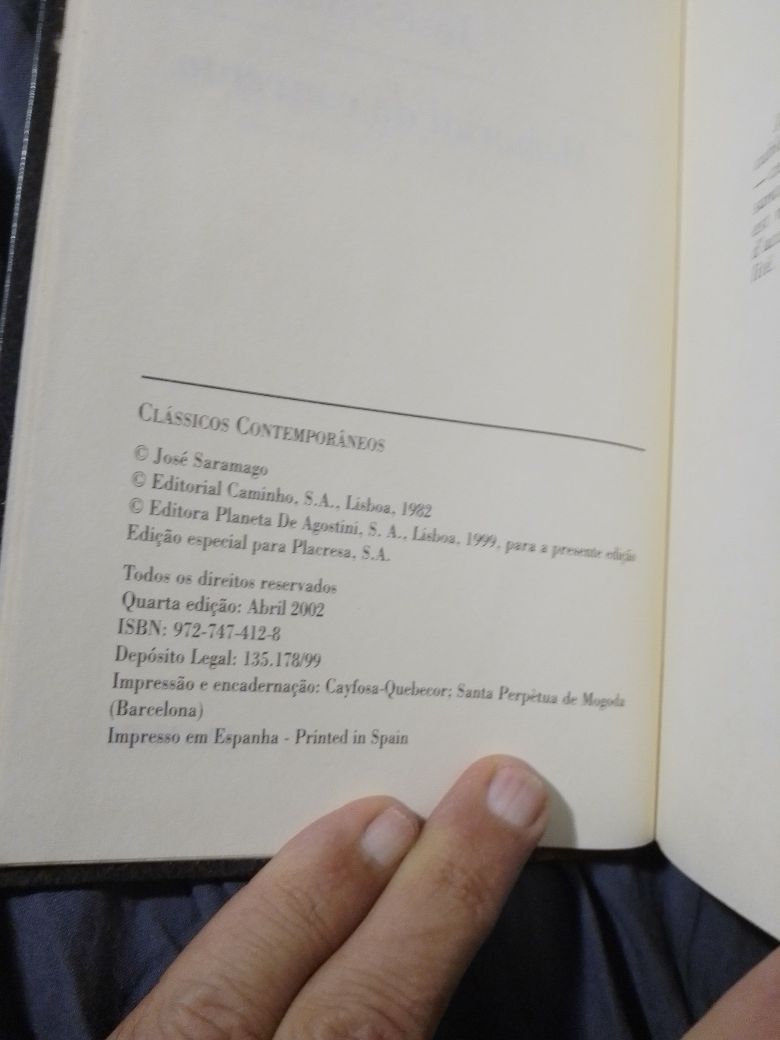 CLÁSSICOS CONTEMPORÂNEOS
© José Saramago
© Editorial Caminho, S.A., Lisboa, 1982
© Editora Planeta De Agostini, S. A., Lisboa, 1999, para a presente edição
Edição especial para Placresa, S.A.
Todos os direitos reservados
Quarta edição: Abril 2002
ISBN: 972-747-412-8
Depósito Legal: 135.178/99
Impressão e encadernação: Cayfosa-Quebecor; Santa Perpètua de Mogoda
(Barcelona)
Impresso em Espanha - Printed in Spain